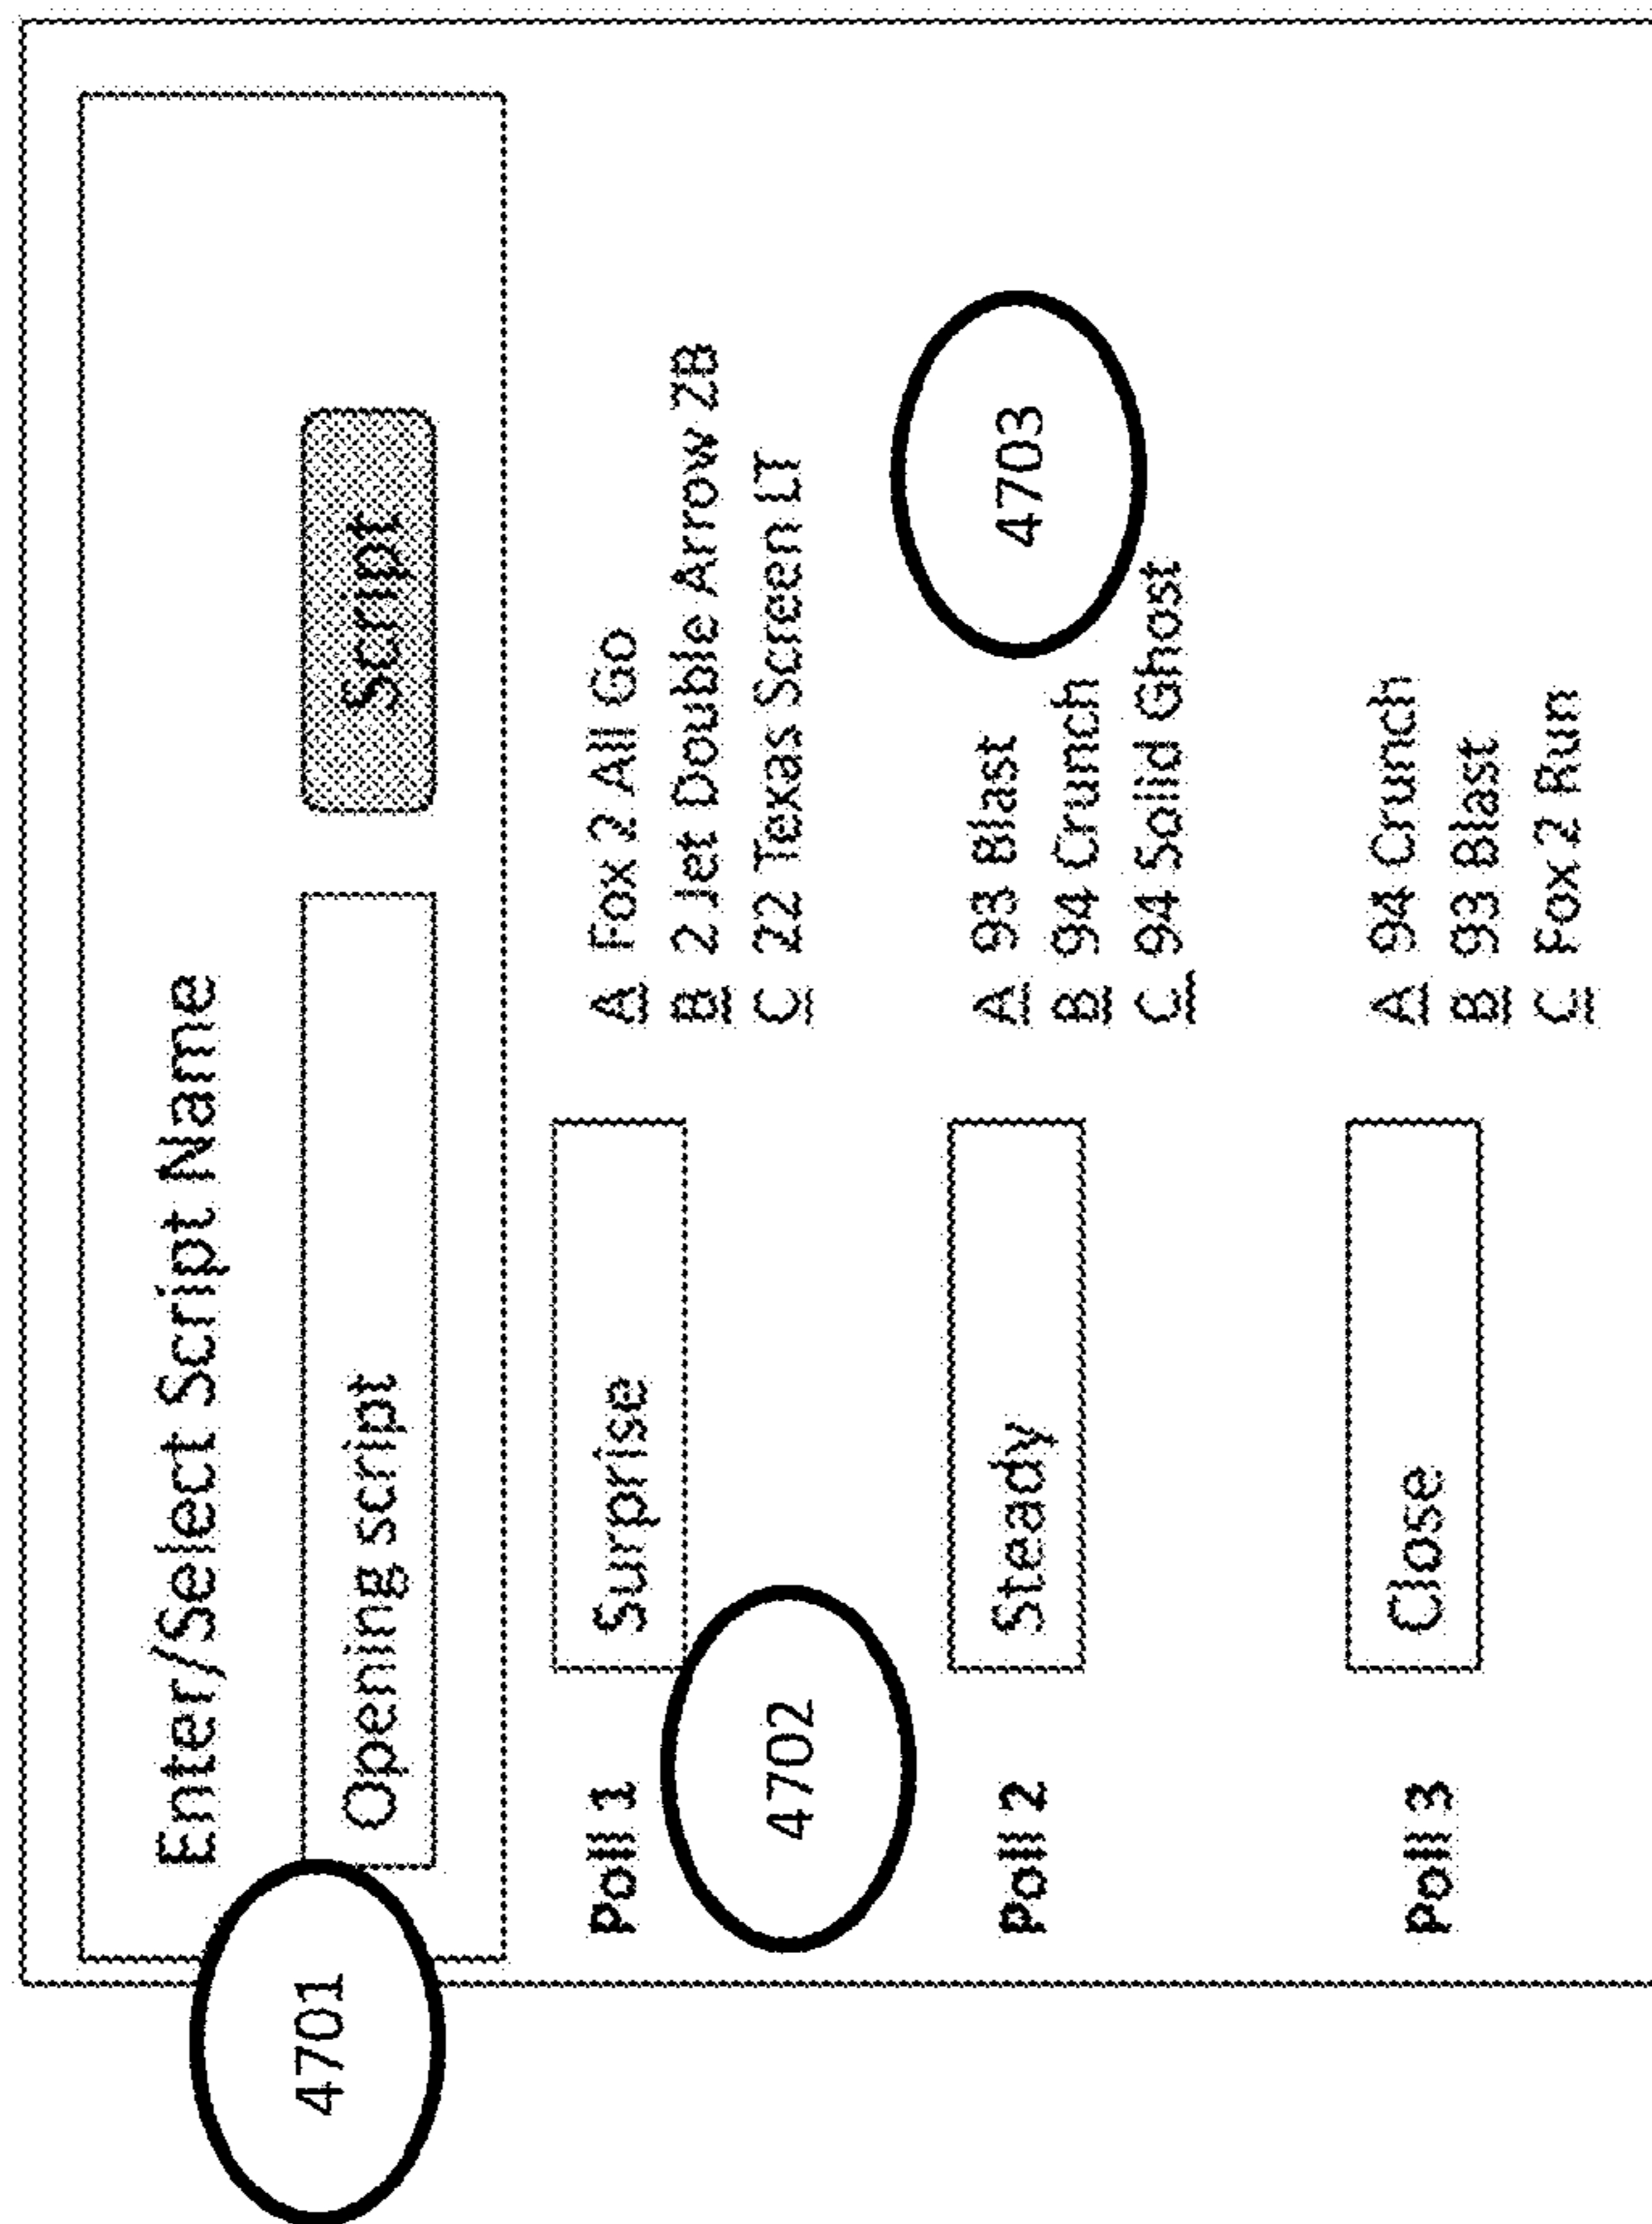 Enter/Select Script Name
4701
Opening script
Script
Poll 1
Surprise
A Fox 2 All Go
B 2 Jet Double Arrow ZB
C 22 Texas Screen LT
4702
Poll 2
Steady
A 93 Blast
B 94 Crunch
C 94 Solid Ghost
4703
Poll 3
Close
A 94 Crunch
B 93 Blast
C Fox 2 Run